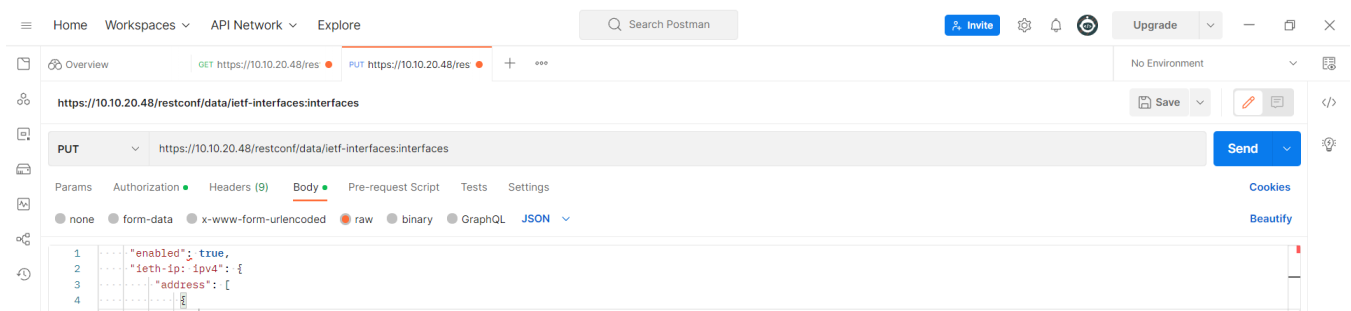 Home Workspaces API Network Explore Search Postman Invite Upgrade
Overview GET https://10.10.20.48/res PUT https://10.10.20.48/res No Environment
https://10.10.20.48/restconf/data/ietf-interfaces:interfaces Save
PUT https://10.10.20.48/restconf/data/ietf-interfaces:interfaces Send
Params Authorization Headers (9) Body Pre-request Script Tests Settings Cookies
none form-data x-www-form-urlencoded raw binary GraphQL JSON Beautify
1 "enabled": true,
2 "ieth-ip: ipv4": {
3 "address": [
4 {